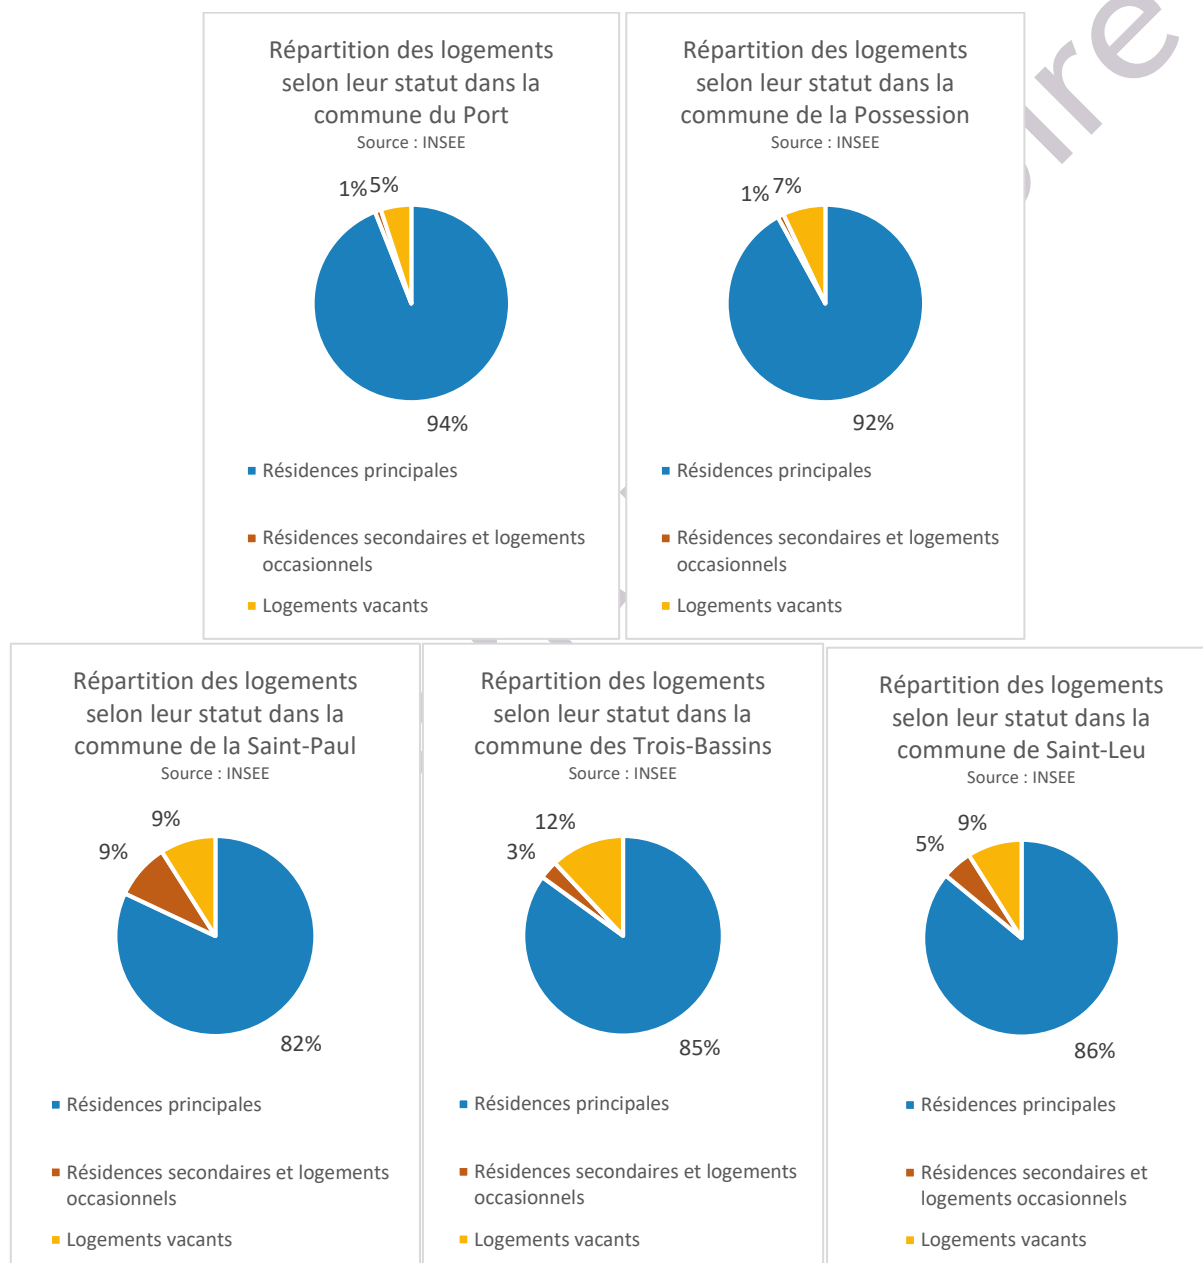 Répartition des logements
selon leur statut dans la
commune du Port
Source : INSEE
1%
5%
94%
Résidences principales
Résidences secondaires et logements
occasionnels
Logements vacants
Répartition des logements
selon leur statut dans la
commune de la Possession
Source : INSEE
1%
7%
92%
Résidences principales
Résidences secondaires et logements
occasionnels
Logements vacants
Répartition des logements
selon leur statut dans la
commune de la Saint-Paul
Source : INSEE
9%
9%
82%
Résidences principales
Résidences secondaires et logements
occasionnels
Logements vacants
Répartition des logements
selon leur statut dans la
commune des Trois-Bassins
Source : INSEE
12%
3%
85%
Résidences principales
Résidences secondaires et logements
occasionnels
Logements vacants
Répartition des logements
selon leur statut dans la
commune de Saint-Leu
Source : INSEE
9%
5%
86%
Résidences principales
Résidences secondaires et
logements occasionnels
Logements vacants